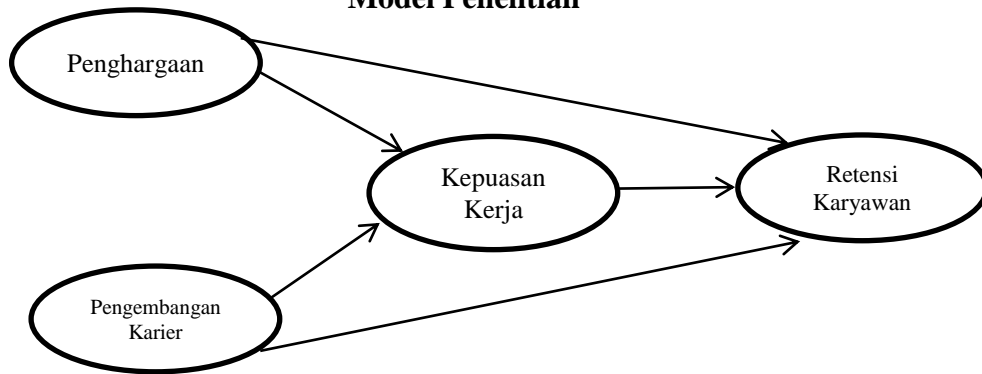 Model Penelitian
Penghargaan
Kepuasan
Kerja
Retensi
Karyawan
Pengembangan
Karier